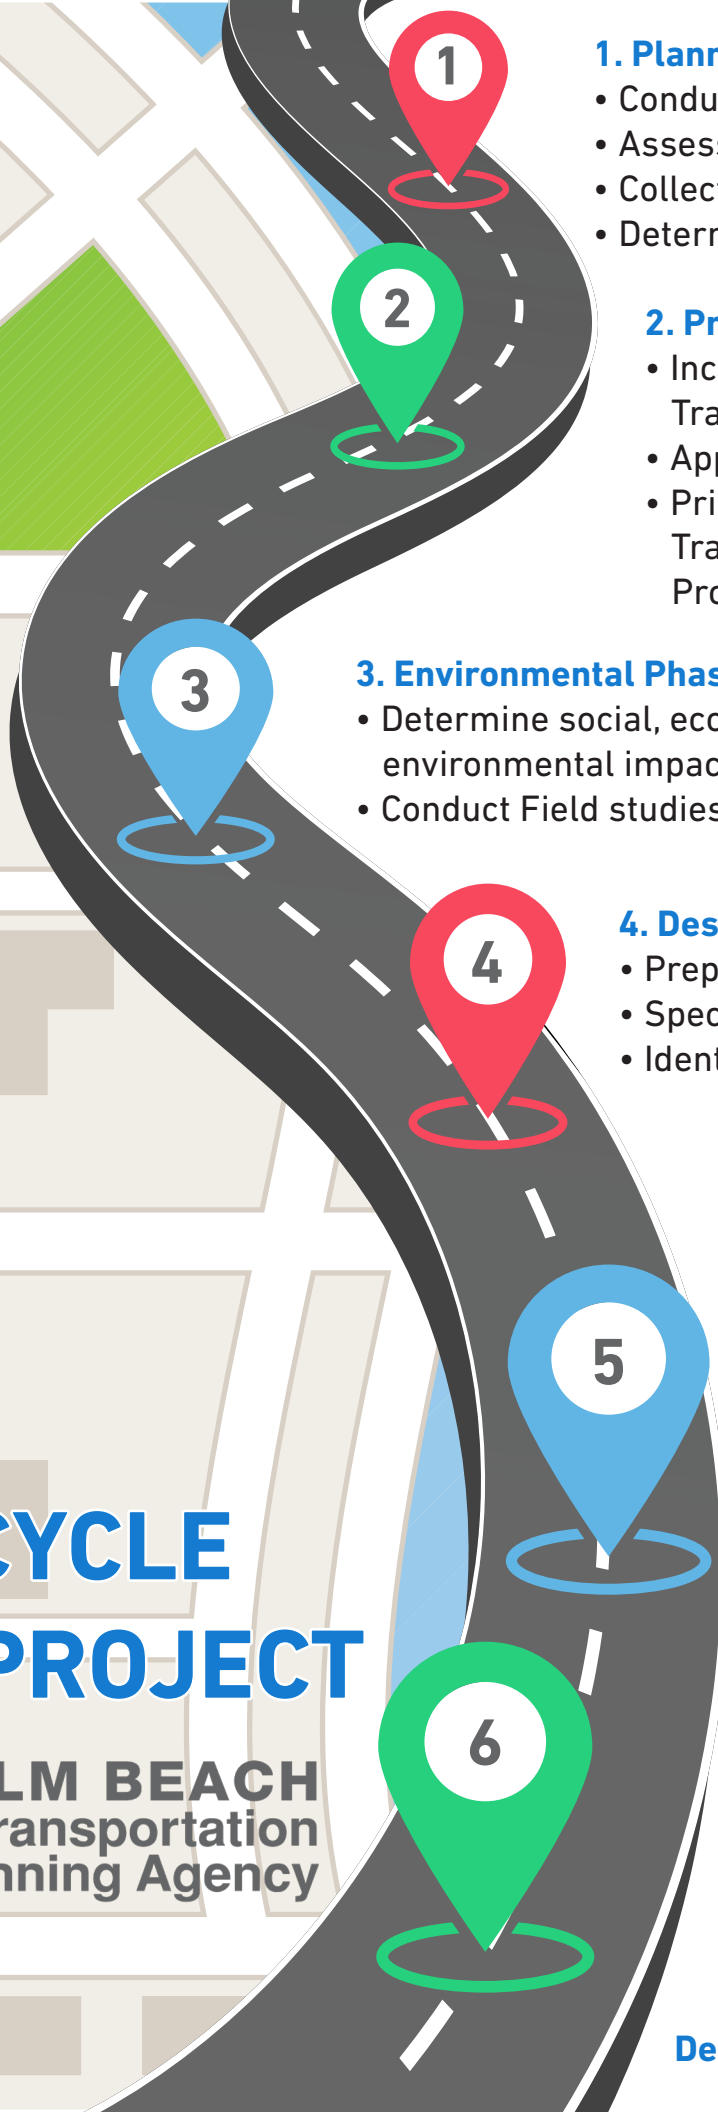 1
1. Plann
• Condu
• Assess
• Collect
• Determ
2
2. Pr
• Inc
Tra
• App
• Pri
Tra
Pro
3
3. Environmental Phas
• Determine social, eco
environmental impac
• Conduct Field studies
4
4. Des
• Prep
• Spec
• Ident
5
CYCLE
PROJECT
6
LM BEACH
ransportation
nning Agency
De